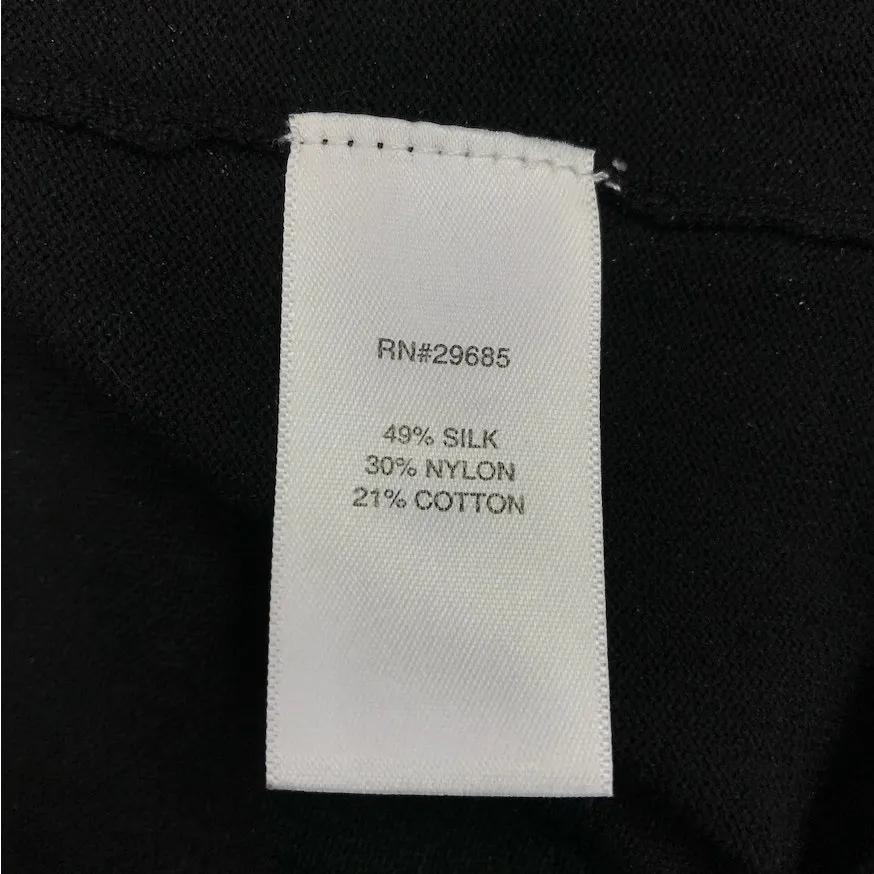 RN#29685
49% SILK
30% NYLON
21% COTTON